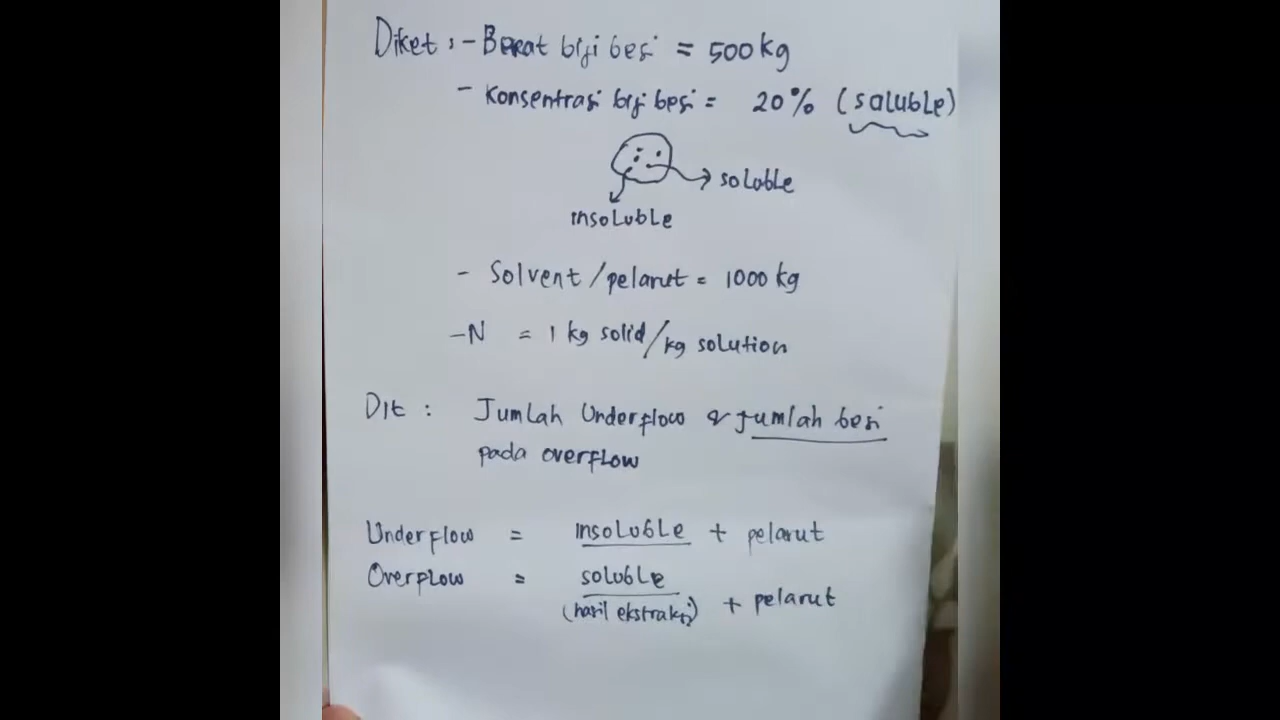 Diket : - Berat biji besi = 500 kg
- Konsentrasi biji besi = 20% (soluble)
soluble
insoluble
- Solvent/pelarut = 1000 kg
- N = 1 kg solid/kg solution
Dit : Jumlah Underflow & jumlah besi
pada overflow
Underflow = insoluble + pelarut
Overflow = soluble + pelarut
(hasil ekstraksi)